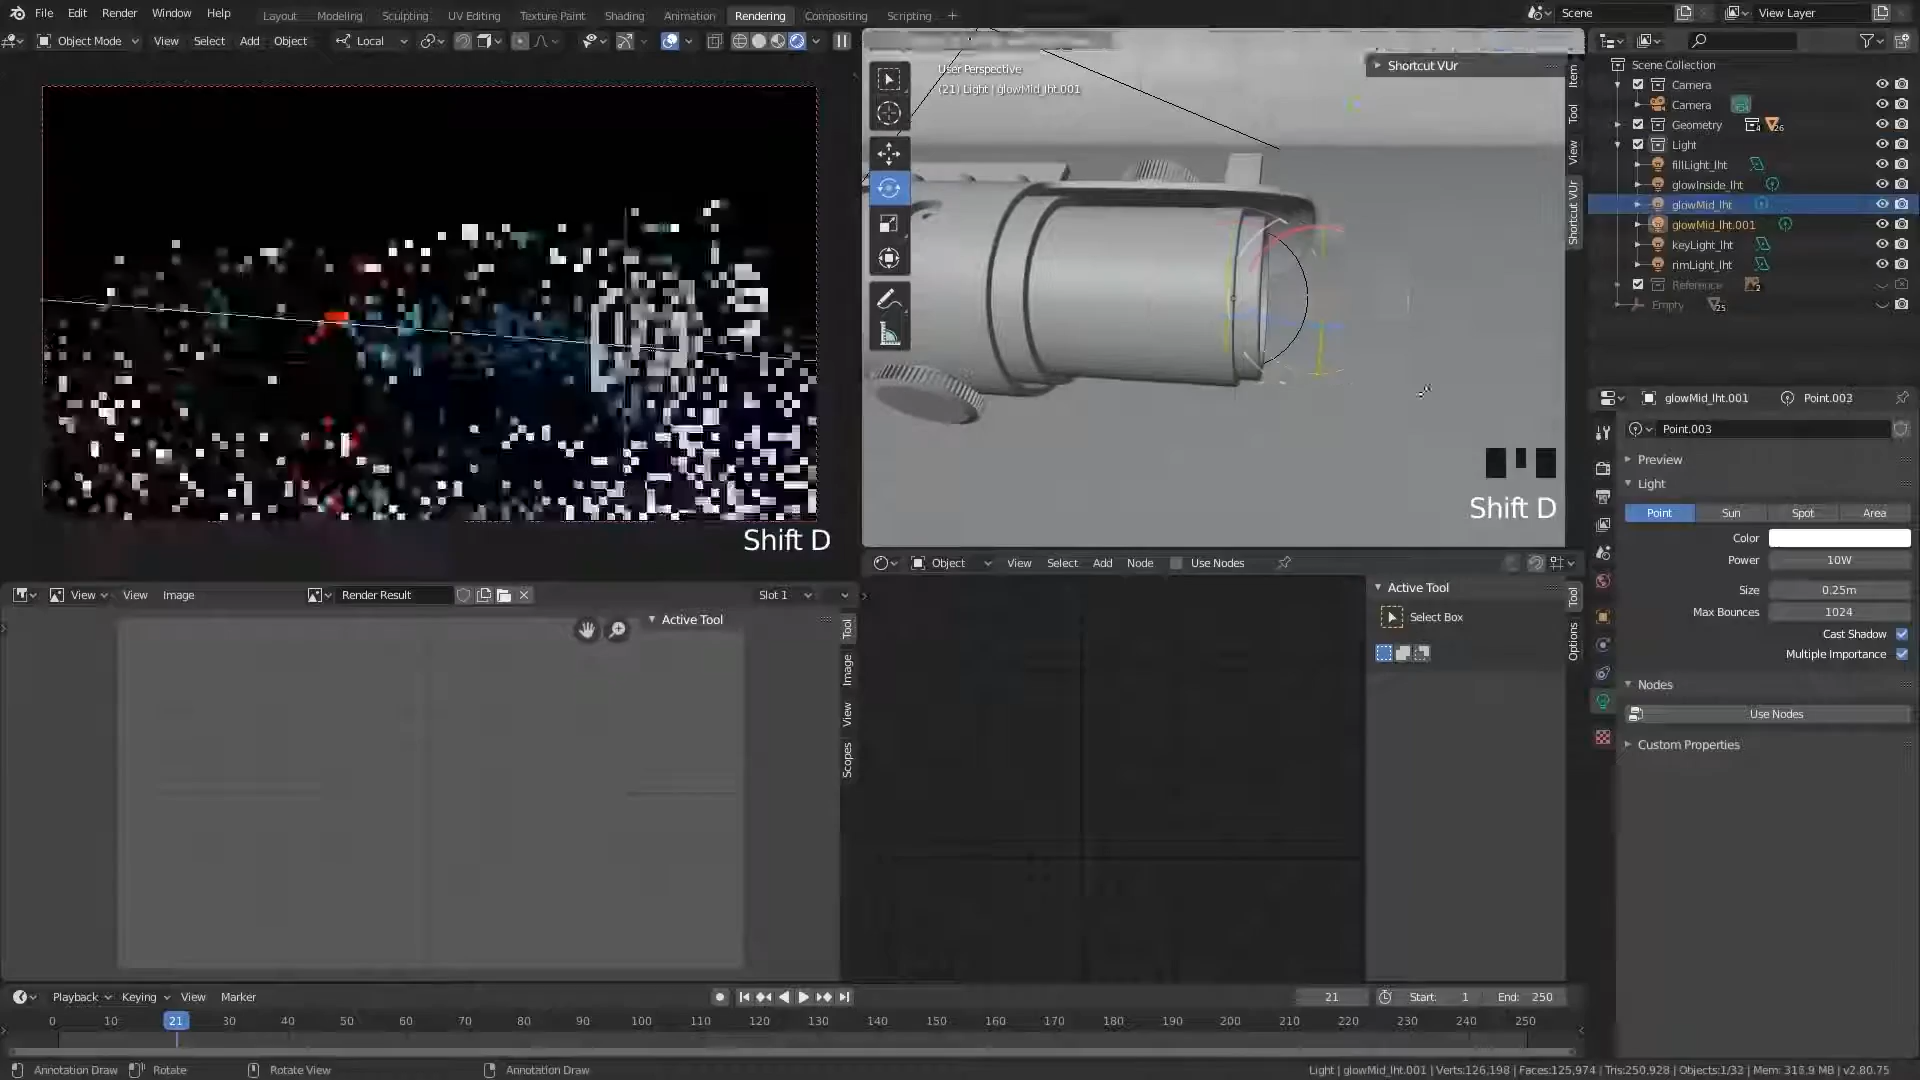 File Edit Render Window Help
Layout Modeling Sculpting UV Editing Texture Paint Shading Animation Rendering Compositing Scripting +
Scene
View Layer
Object Mode View Select Add Object Local
User Perspective
(21) Light | glowMid_lht.001
Shortcut VUr
Item
Tool
View
Shortcut VUr
Shift D
Shift D
Scene Collection
Camera
Camera
Geometry
4
26
Light
fillLight_lht
glowInside_lht
glowMid_lht
glowMid_lht.001
keyLight_lht
rimLight_lht
Reference
2
Empty
25
glowMid_lht.001 Point.003
Point.003
Preview
Light
Point Sun Spot Area
Color
Power 10W
Size 0.25m
Max Bounces 1024
Cast Shadow
Multiple Importance
Nodes
Use Nodes
Custom Properties
View View Image Render Result Slot 1
Active Tool
Tool
Image
View
Scopes
Object View Select Add Node Use Nodes
Active Tool
Select Box
Tool
Options
Playback Keying View Marker
21 Start: 1 End: 250
0 10 21 30 40 50 60 70 80 90 100 110 120 130 140 150 160 170 180 190 200 210 220 230 240 250
Annotation Draw Rotate Rotate View Annotation Draw
Light | glowMid_lht.001 | Verts:126,198 | Faces:125,974 | Tris:250,928 | Objects:1/33 | Mem: 316.9 MB | v2.80.75